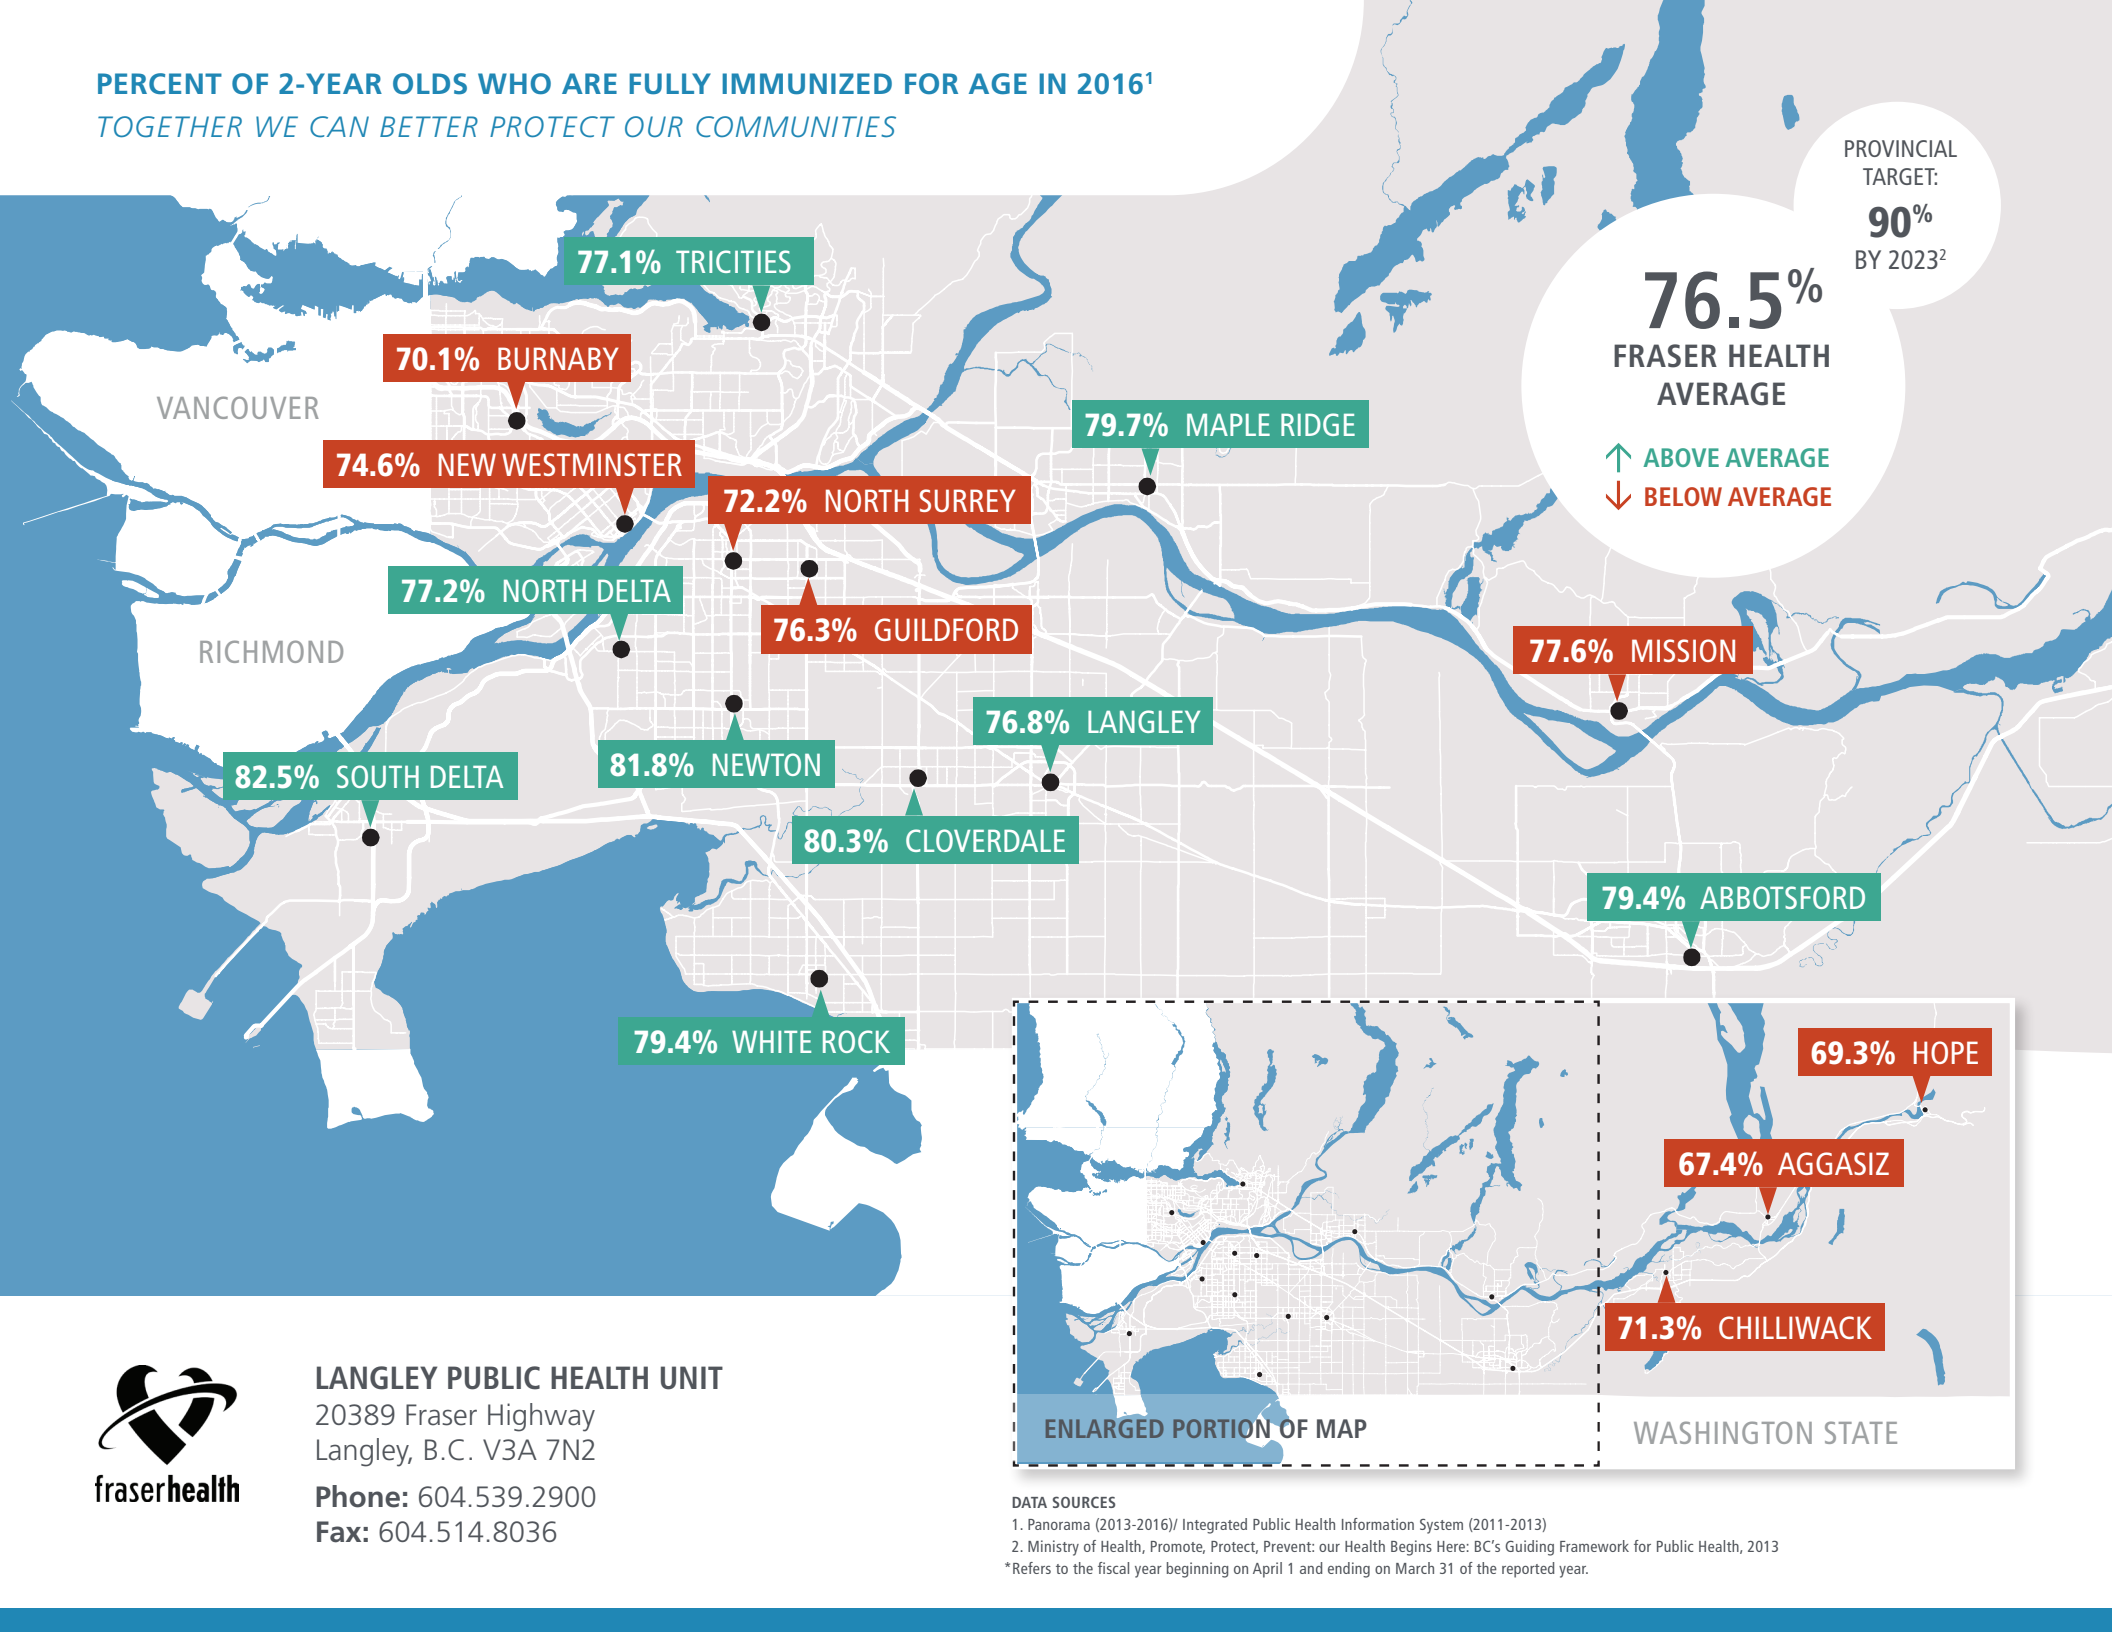 PERCENT OF 2-YEAR OLDS WHO ARE FULLY IMMUNIZED FOR AGE IN 2016¹
TOGETHER WE CAN BETTER PROTECT OUR COMMUNITIES
PROVINCIAL
TARGET:
90%
BY 2023²
76.5%
FRASER HEALTH
AVERAGE
↑ ABOVE AVERAGE
↓ BELOW AVERAGE
77.1% TRICITIES
70.1% BURNABY
VANCOUVER
79.7% MAPLE RIDGE
74.6% NEW WESTMINSTER
72.2% NORTH SURREY
77.2% NORTH DELTA
76.3% GUILDFORD
RICHMOND
77.6% MISSION
76.8% LANGLEY
81.8% NEWTON
82.5% SOUTH DELTA
80.3% CLOVERDALE
79.4% ABBOTSFORD
79.4% WHITE ROCK
69.3% HOPE
67.4% AGGASIZ
71.3% CHILLIWACK
ENLARGED PORTION OF MAP
WASHINGTON STATE
fraserhealth
LANGLEY PUBLIC HEALTH UNIT
20389 Fraser Highway
Langley, B.C. V3A 7N2
Phone: 604.539.2900
Fax: 604.514.8036
DATA SOURCES
1. Panorama (2013-2016)/ Integrated Public Health Information System (2011-2013)
2. Ministry of Health, Promote, Protect, Prevent: our Health Begins Here: BC's Guiding Framework for Public Health, 2013
*Refers to the fiscal year beginning on April 1 and ending on March 31 of the reported year.